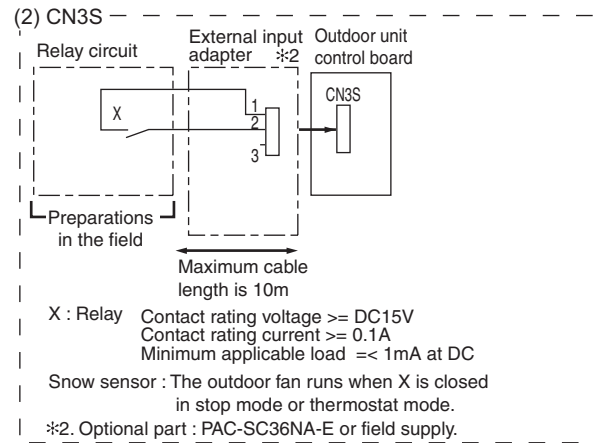 (2) CN3S
Relay circuit
External input
adapter ✻2
Outdoor unit
control board
X
1
2
3
CN3S
Preparations
in the field
Maximum cable
length is 10m
X : Relay Contact rating voltage >= DC15V
Contact rating current >= 0.1A
Minimum applicable load =< 1mA at DC
Snow sensor : The outdoor fan runs when X is closed
in stop mode or thermostat mode.
✻2. Optional part : PAC-SC36NA-E or field supply.